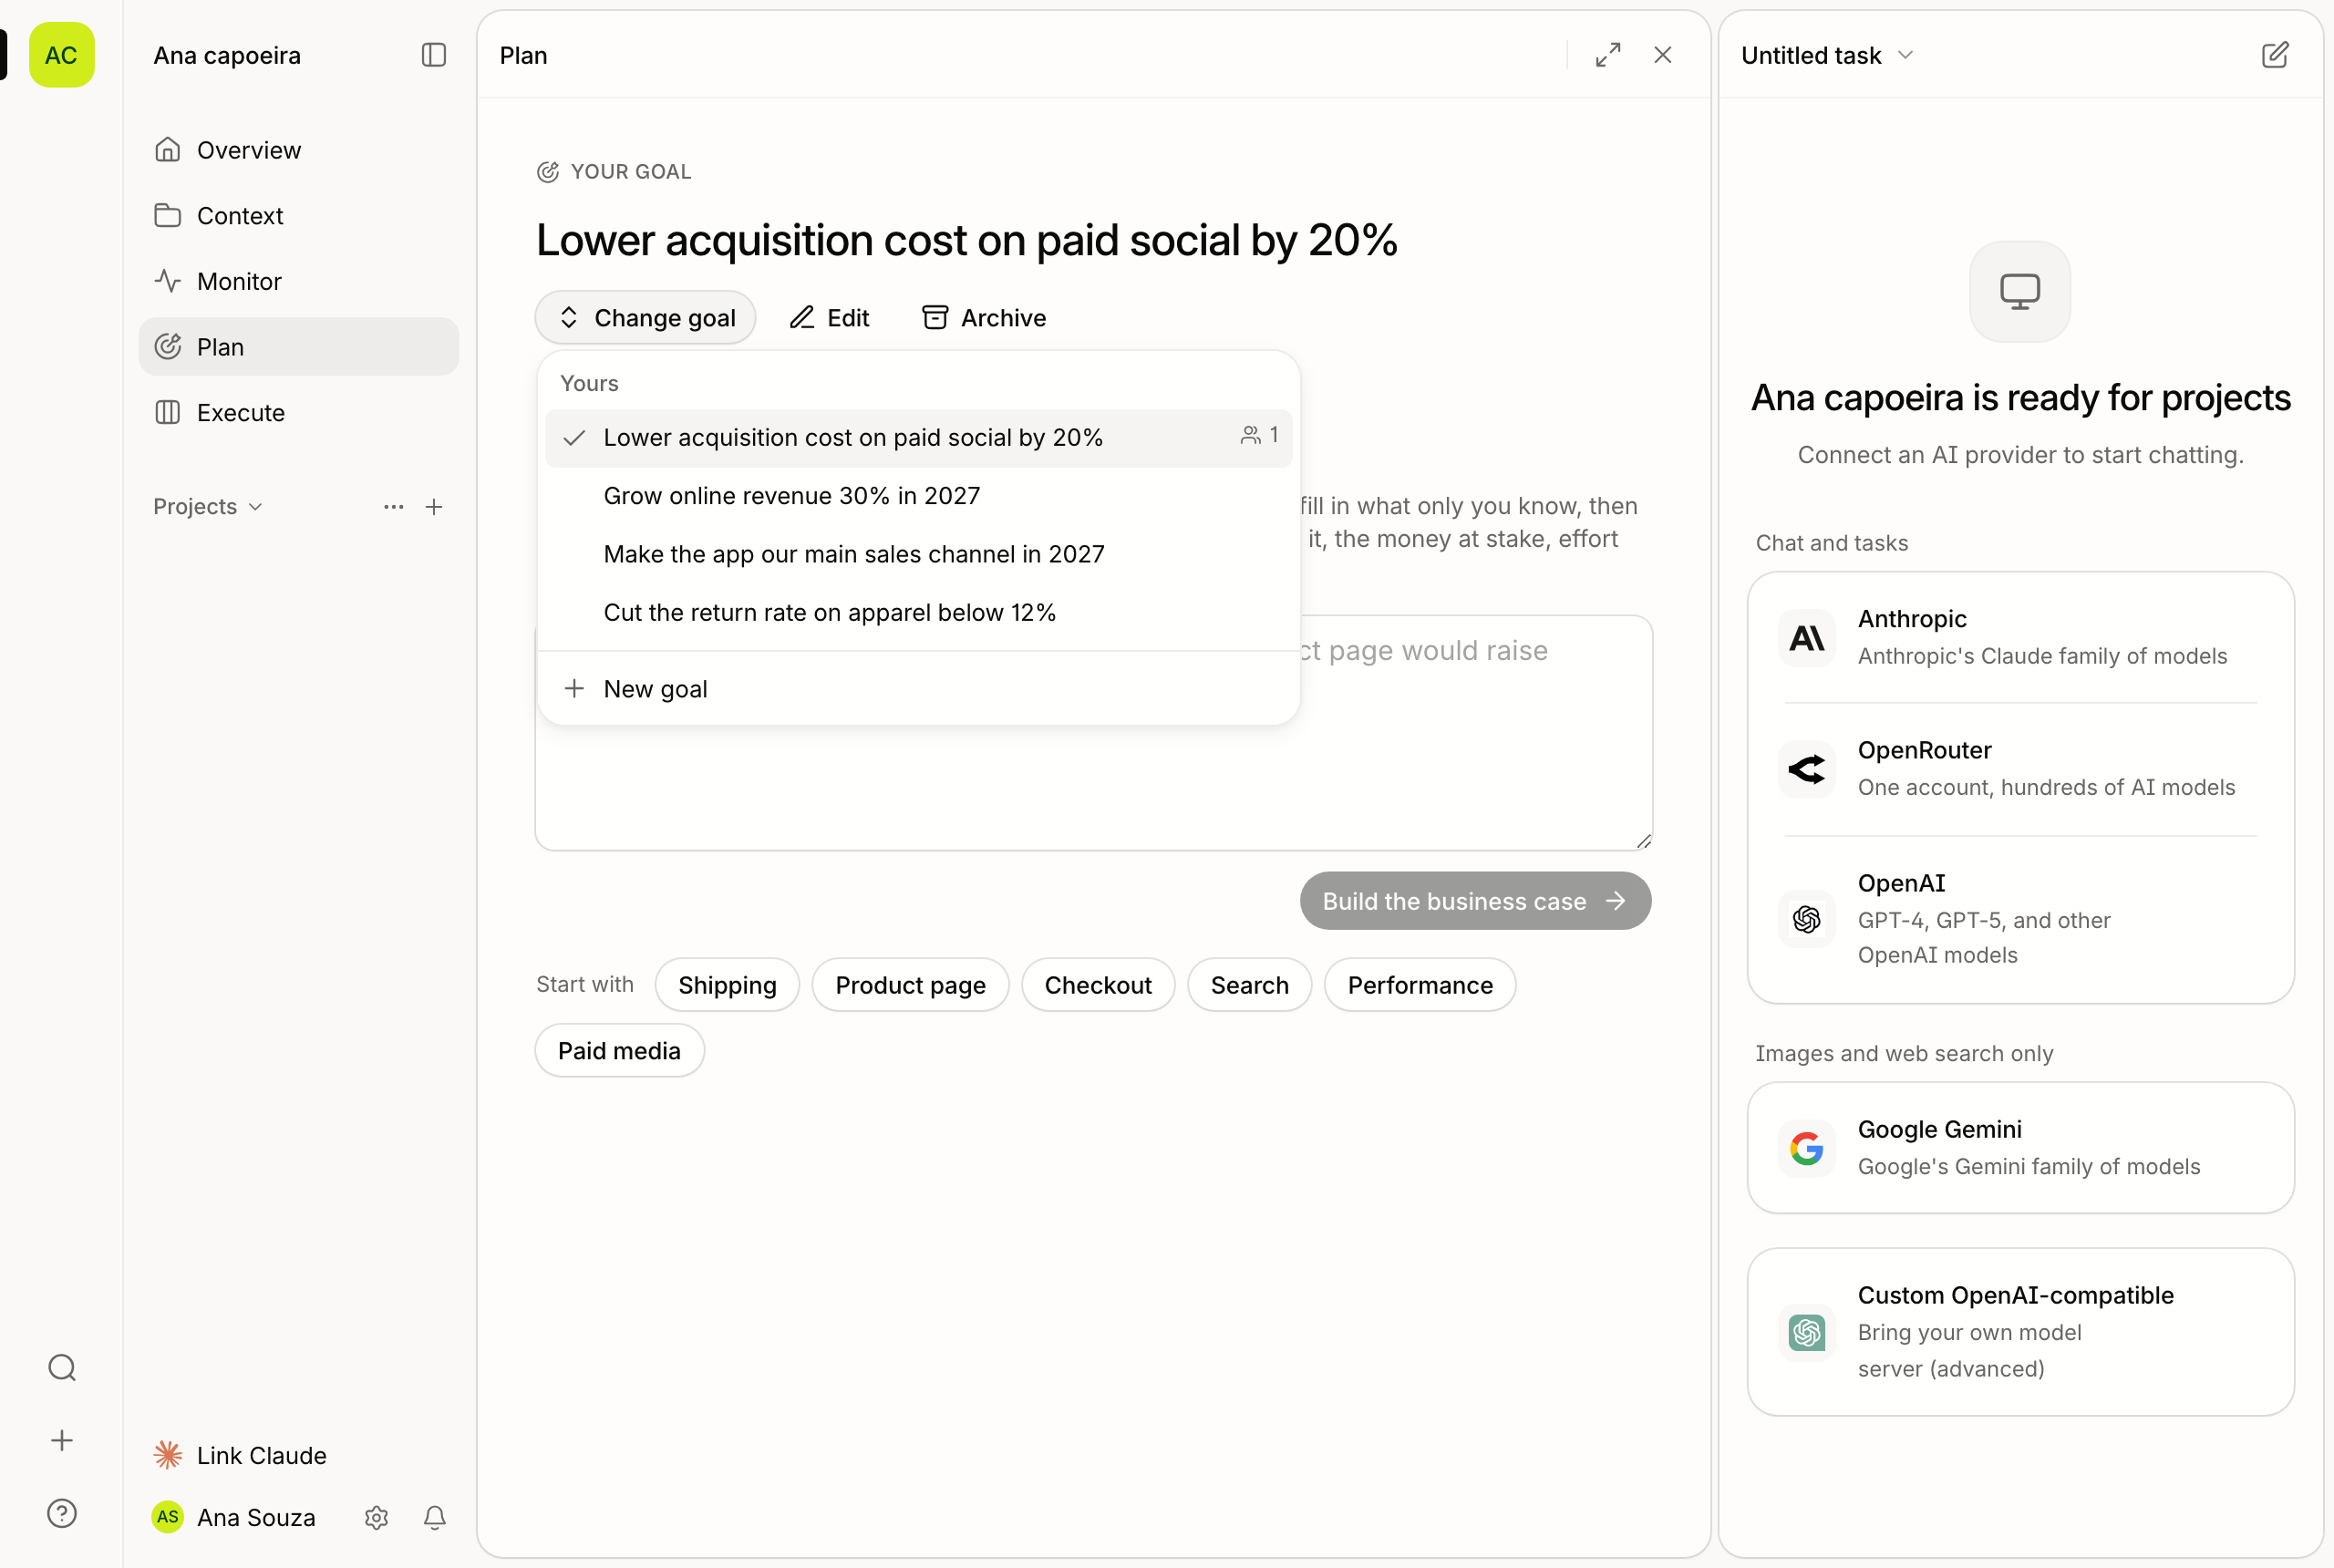 AC
Ana capoeira
Overview
Context
Monitor
Plan
Execute
Projects
Link Claude
AS
Ana Souza
Plan
YOUR GOAL
Lower acquisition cost on paid social by 20%
Change goal
Edit
Archive
Yours
Lower acquisition cost on paid social by 20% 1
Grow online revenue 30% in 2027
Make the app our main sales channel in 2027
Cut the return rate on apparel below 12%
New goal
fill in what only you know, then
it, the money at stake, effort
ct page would raise
Build the business case
Start with
Shipping
Product page
Checkout
Search
Performance
Paid media
Untitled task
Ana capoeira is ready for projects
Connect an AI provider to start chatting.
Chat and tasks
Anthropic
Anthropic's Claude family of models
OpenRouter
One account, hundreds of AI models
OpenAI
GPT-4, GPT-5, and other
OpenAI models
Images and web search only
Google Gemini
Google's Gemini family of models
Custom OpenAI-compatible
Bring your own model
server (advanced)